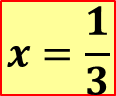 x = 1/3